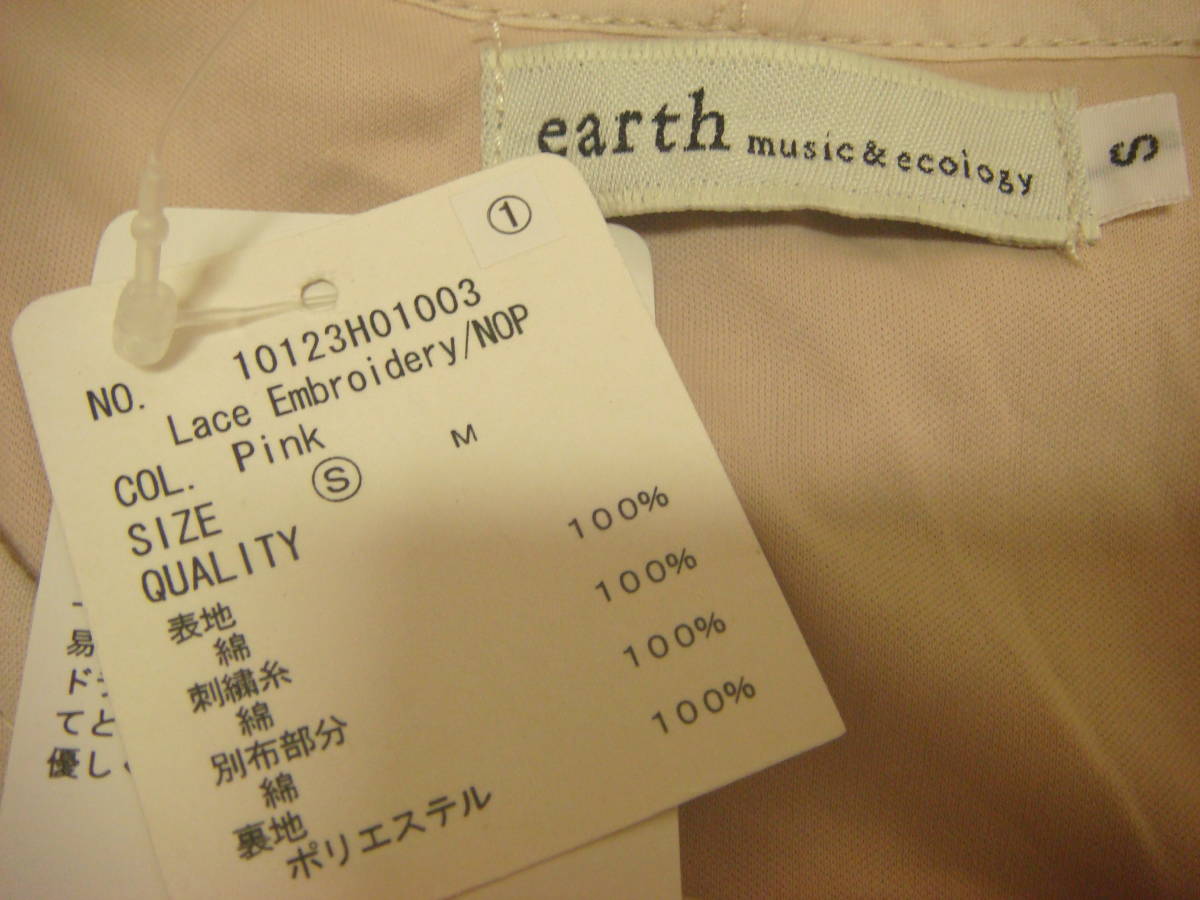 earth music&ecology
S
①
NO. 10123H01003
Lace Embroidery/NOP
COL. Pink
SIZE Ⓢ M
QUALITY
表地
綿 100%
刺繍糸
綿 100%
別布部分
綿 100%
裏地
ポリエステル 100%
易
ド
てと
優し